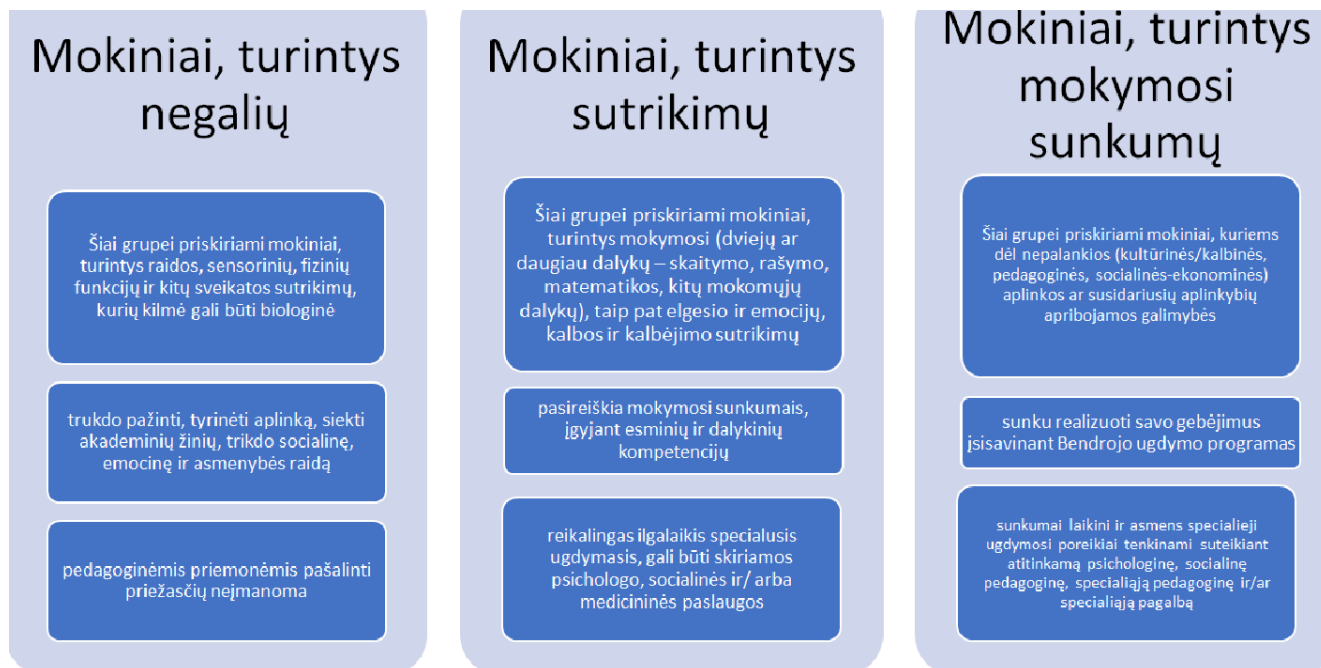 Mokiniai, turintys
negalių
Šiai grupei priskiriami mokiniai,
turintys raidos, sensorinių, fizinių
funkcijų ir kitų sveikatos sutrikimų,
kurių kilmė gali būti biologinė
trukdo pažinti, tyrinėti aplinką, siekti
akademinių žinių, trikdo socialinę,
emocinę ir asmenybės raidą
pedagoginėmis priemonėmis pašalinti
priežasčių neįmanoma
Mokiniai, turintys
sutrikimų
Šiai grupei priskiriami mokiniai,
turintys mokymosi (dviejų ar
daugiau dalykų – skaitymo, rašymo,
matematikos, kitų mokomųjų
dalykų), taip pat elgesio ir emocijų,
kalbos ir kalbėjimo sutrikimų
pasireiškia mokymosi sunkumais,
įgyjant esminių ir dalykinių
kompetencijų
reikalingas ilgalaikis specialusis
ugdymasis, gali būti skiriamos
psichologo, socialinės ir/ arba
medicininės paslaugos
Mokiniai, turintys
mokymosi
sunkumų
Šiai grupei priskiriami mokiniai, kuriems
dėl nepalankios (kultūrinės/kalbinės,
pedagoginės, socialinės-ekonominės)
aplinkos ar susidariusių aplinkybių
apribojamos galimybės
sunku realizuoti savo gebėjimus
įsisavinant Bendrojo ugdymo programas
sunkumai laikini ir asmens specialieji
ugdymosi poreikiai tenkinami suteikiant
atitinkamą psichologinę, socialinę
pedagoginę, specialiąją pedagoginę ir/ar
specialiąją pagalbą